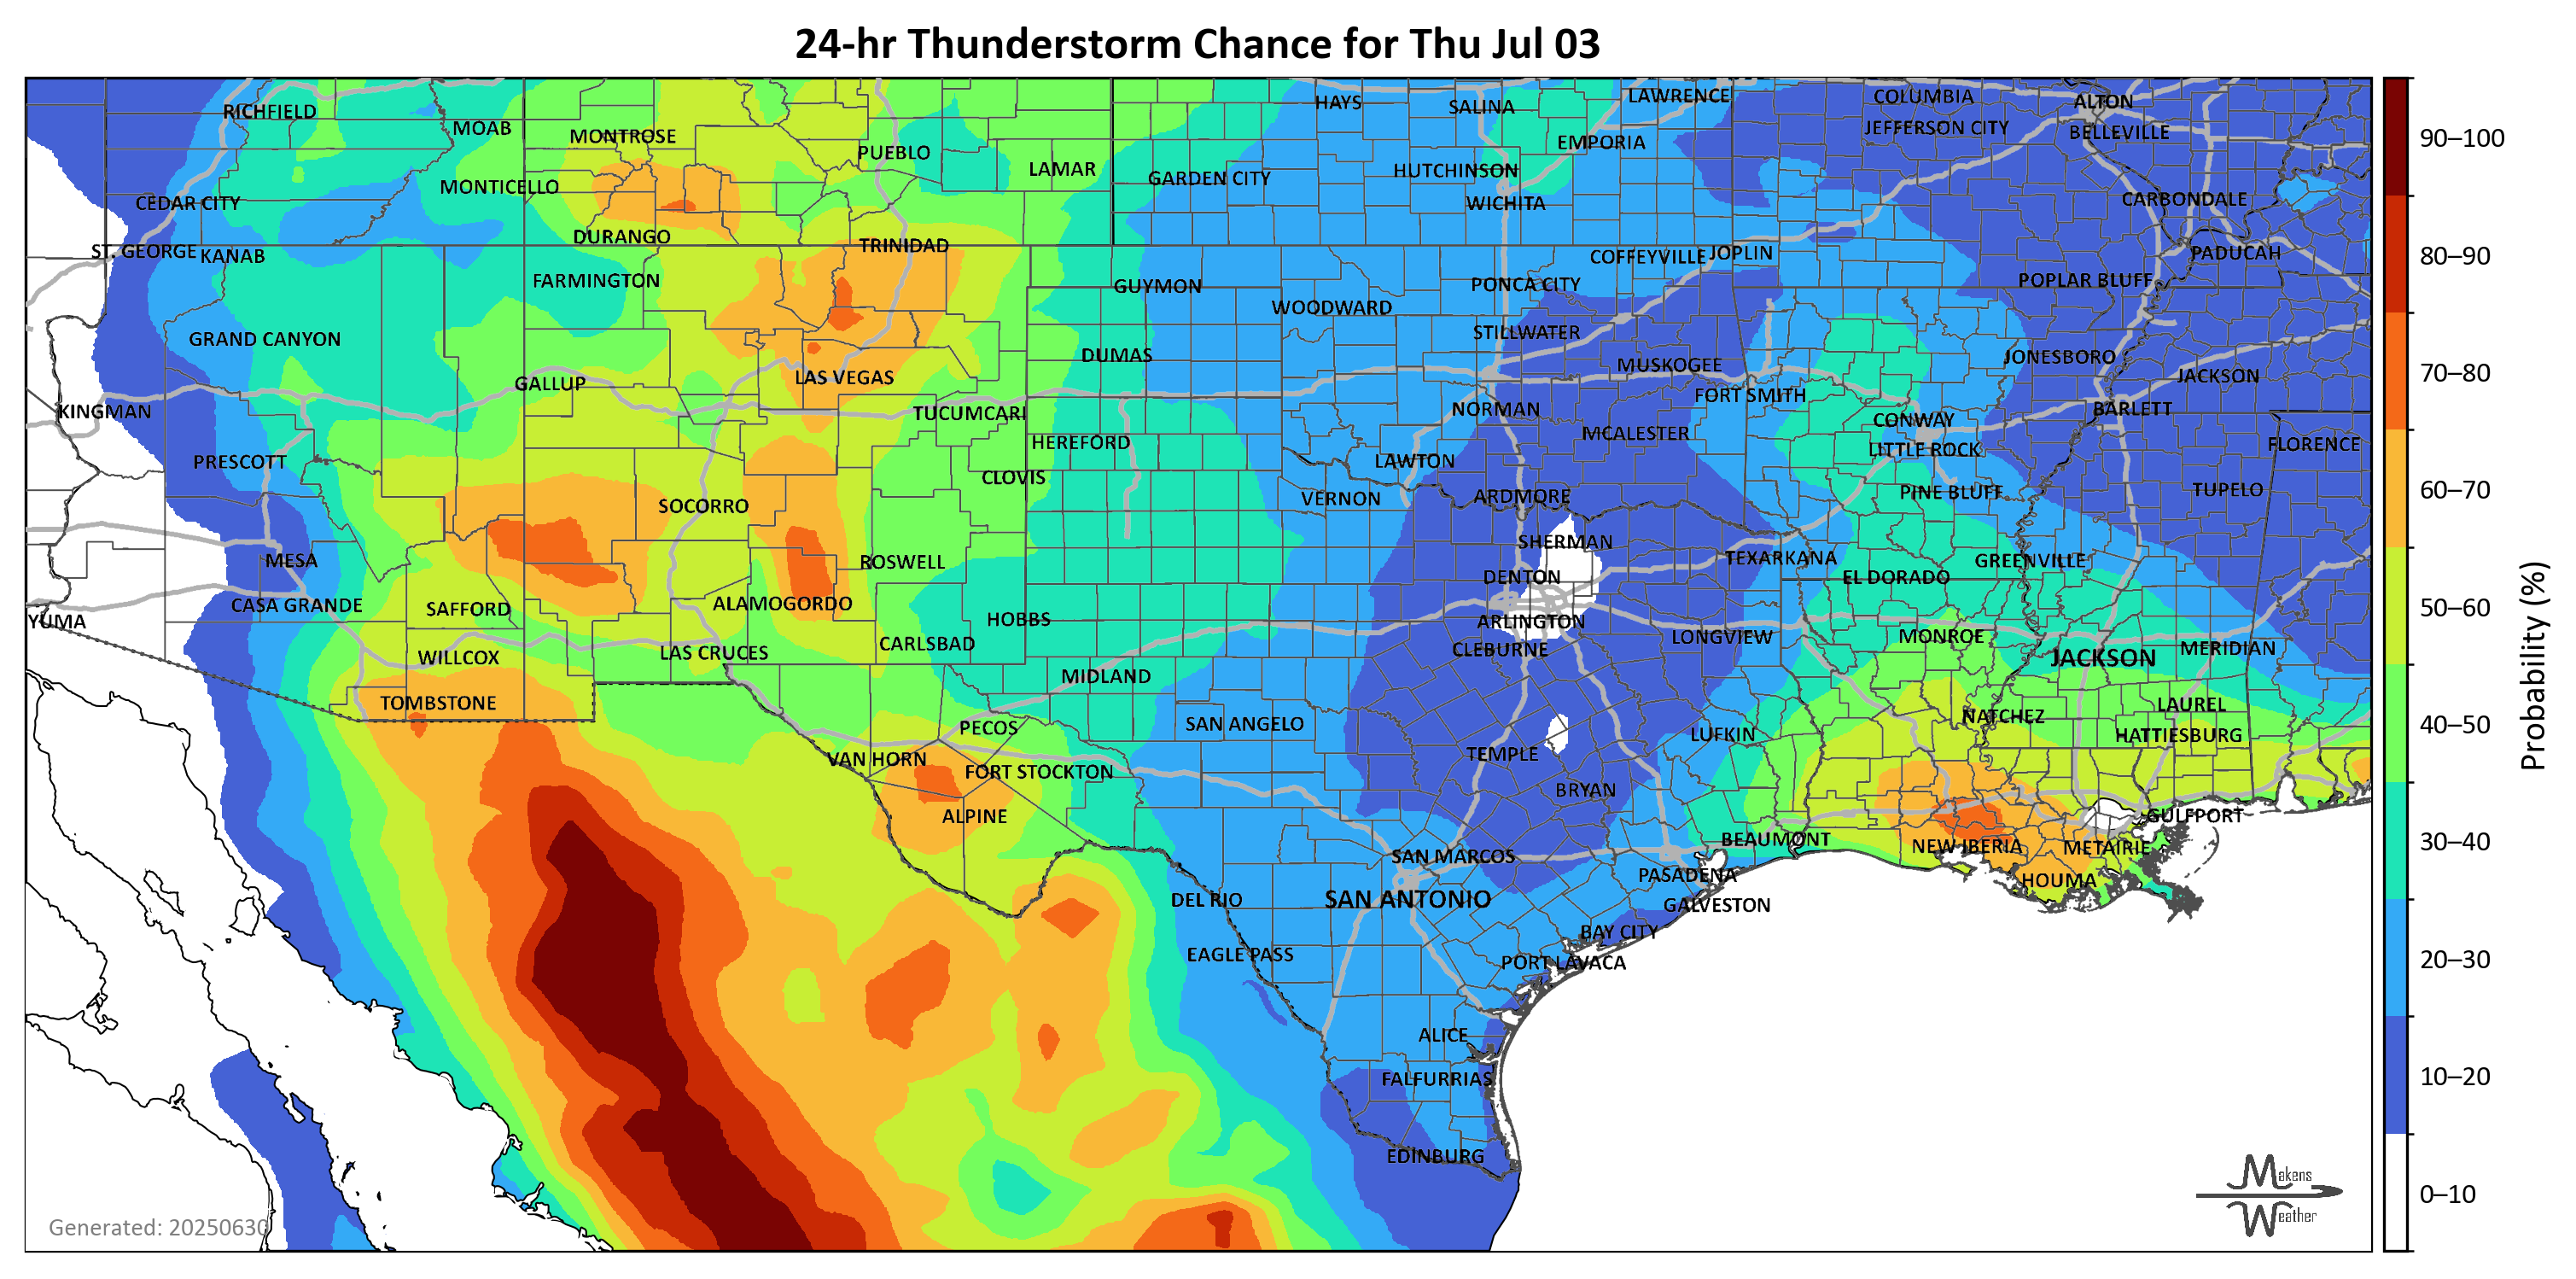 24-hr Thunderstorm Chance for Thu Jul 03
HAYS
SALINA
LAWRENCE
COLUMBIA
ALTON
RICHFIELD
MOAB
MONTROSE
JEFFERSON CITY
BELLEVILLE
90–100
PUEBLO
EMPORIA
LAMAR
GARDEN CITY
HUTCHINSON
MONTICELLO
CEDAR CITY
WICHITA
CARBONDALE
DURANGO
TRINIDAD
ST. GEORGE
KANAB
COFFEYVILLE
JOPLIN
PADUCAH
80–90
FARMINGTON
GUYMON
PONCA CITY
POPLAR BLUFF
WOODWARD
GRAND CANYON
STILLWATER
DUMAS
MUSKOGEE
JONESBORO
GALLUP
LAS VEGAS
JACKSON
70–80
KINGMAN
TUCUMCARI
NORMAN
FORT SMITH
BARLETT
CONWAY
HEREFORD
MCALESTER
LITTLE ROCK
FLORENCE
PRESCOTT
CLOVIS
LAWTON
60–70
SOCORRO
VERNON
ARDMORE
PINE BLUFF
TUPELO
MESA
ROSWELL
SHERMAN
TEXARKANA
GREENVILLE
CASA GRANDE
SAFFORD
ALAMOGORDO
DENTON
EL DORADO
50–60
YUMA
HOBBS
ARLINGTON
WILLCOX
LAS CRUCES
CARLSBAD
CLEBURNE
LONGVIEW
MONROE
JACKSON
MERIDIAN
TOMBSTONE
MIDLAND
Probability (%)
PECOS
SAN ANGELO
LUFKIN
NATCHEZ
LAUREL
40–50
VAN HORN
FORT STOCKTON
TEMPLE
HATTIESBURG
ALPINE
BRYAN
GULFPORT
BEAUMONT
NEW IBERIA
METAIRIE
30–40
SAN MARCOS
PASADENA
HOUMA
DEL RIO
SAN ANTONIO
GALVESTON
EAGLE PASS
BAY CITY
PORT LAVACA
20–30
ALICE
FALFURRIAS
10–20
EDINBURG
Makens
Weather
0–10
Generated: 20250630